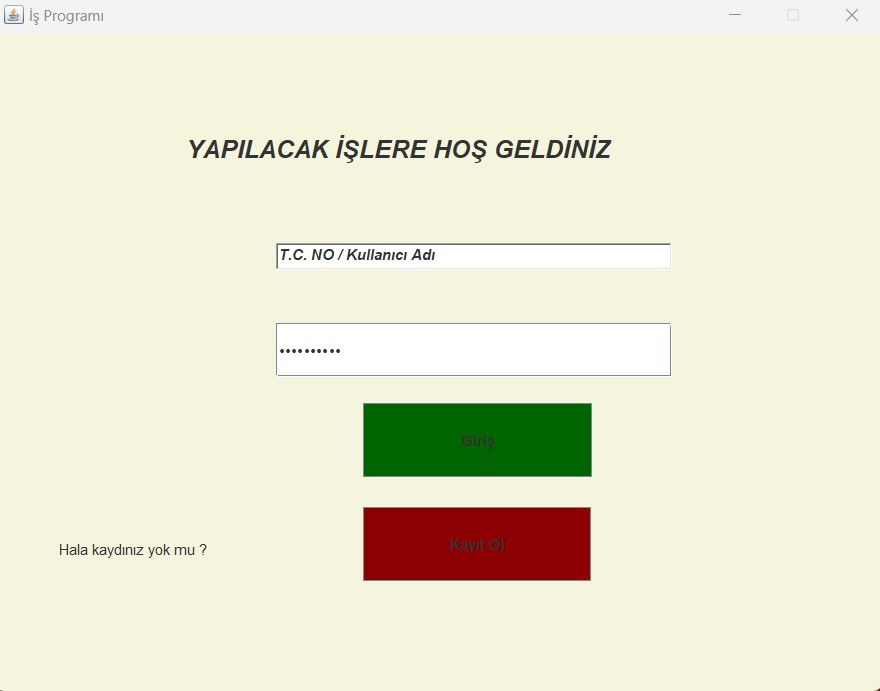 İş Programı
YAPILACAK İŞLERE HOŞ GELDİNİZ
T.C. NO / Kullanıcı Adı
••••••••••
Giriş
Hala kaydınız yok mu ?
Kayıt Ol